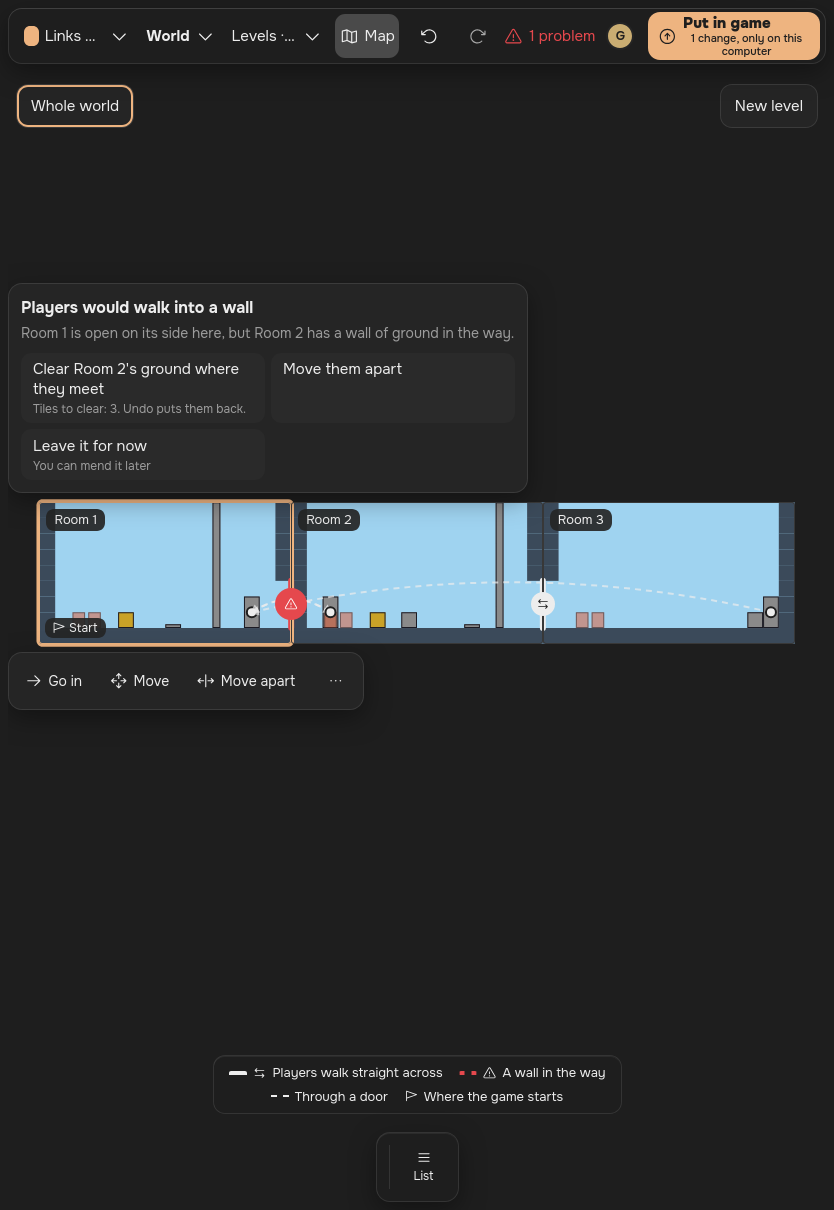 Links ...
World
Levels ·...
Map
1 problem
G
Put in game
1 change, only on this
computer
Whole world
New level
Players would walk into a wall
Room 1 is open on its side here, but Room 2 has a wall of ground in the way.
Clear Room 2's ground where
they meet
Tiles to clear: 3. Undo puts them back.
Move them apart
Leave it for now
You can mend it later
Room 1
Room 2
Room 3
Start
Go in
Move
Move apart
...
Players walk straight across
A wall in the way
Through a door
Where the game starts
List